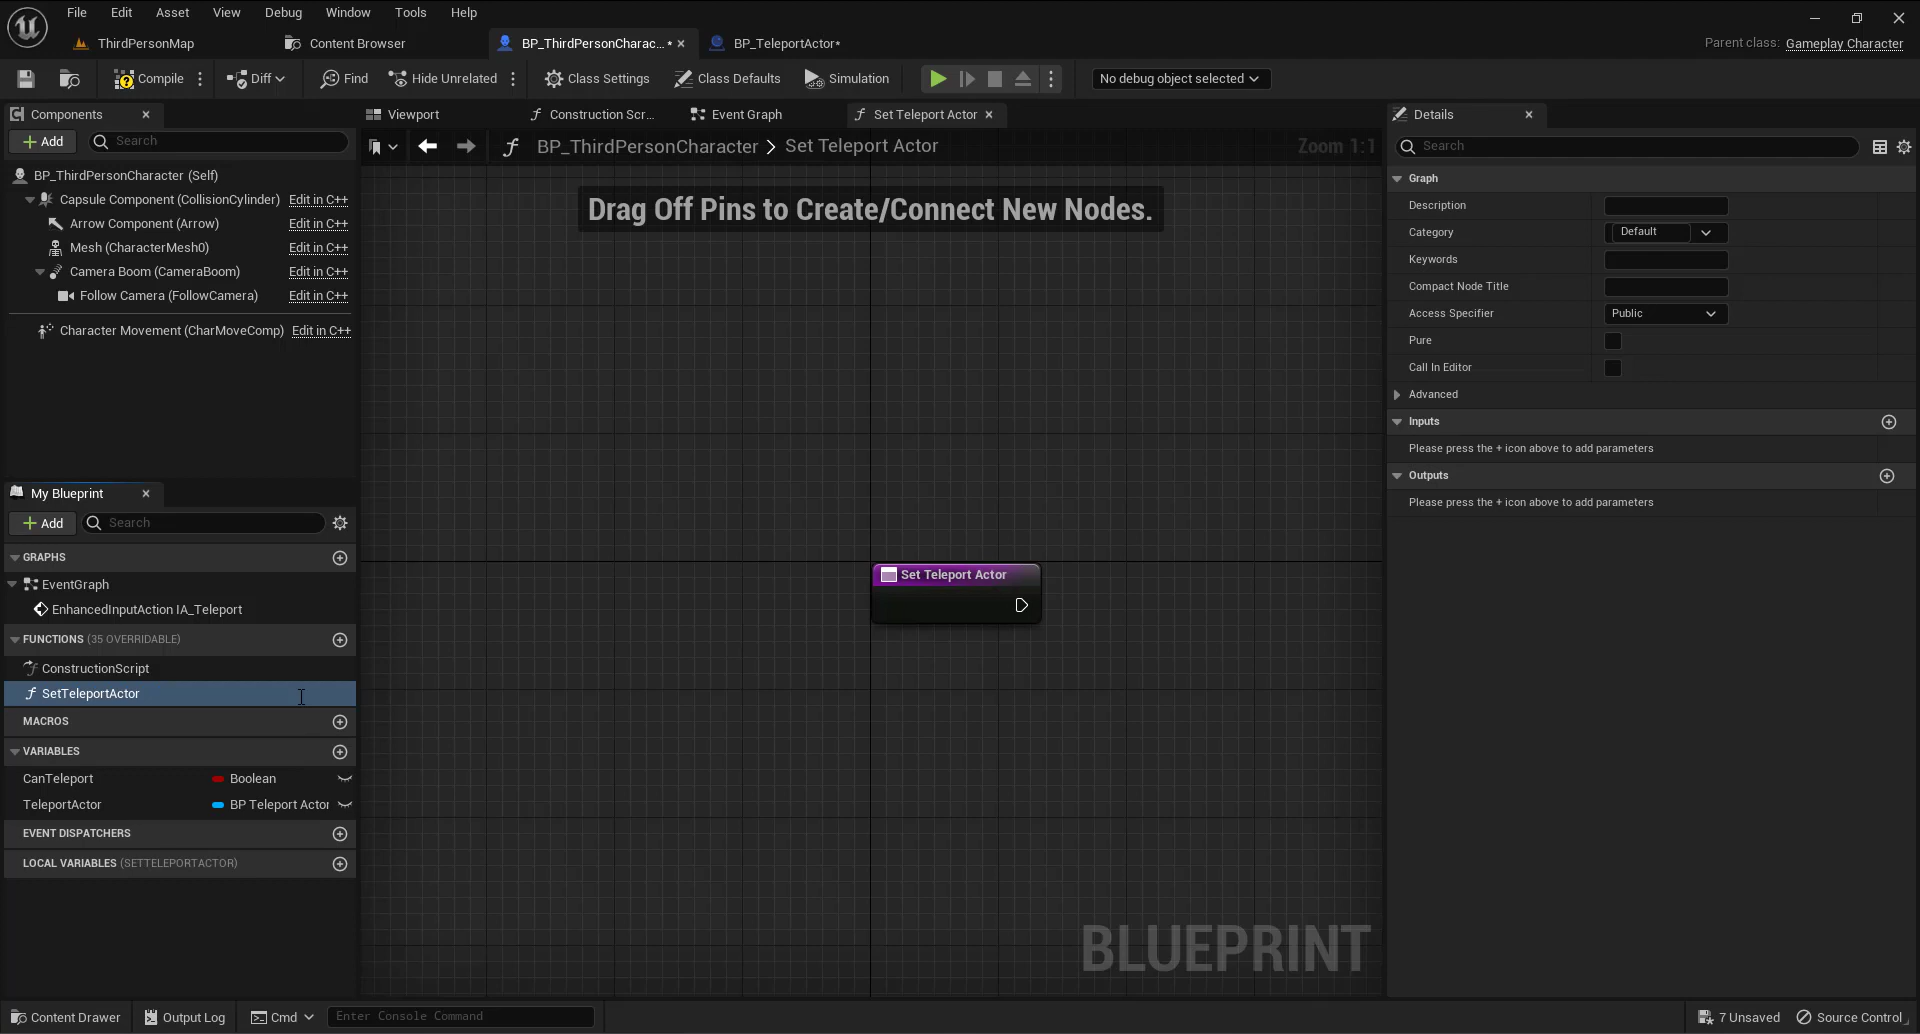 File Edit Asset View Debug Window Tools Help
ThirdPersonMap Content Browser BP_ThirdPersonCharac...* BP_TeleportActor* Parent class: Gameplay Character
Compile Diff Find Hide Unrelated Class Settings Class Defaults Simulation No debug object selected
Components Viewport Construction Scr... Event Graph Set Teleport Actor Details
Add Search BP_ThirdPersonCharacter > Set Teleport Actor Zoom 1:1 Search
BP_ThirdPersonCharacter (Self)
Capsule Component (CollisionCylinder) Edit in C++
Arrow Component (Arrow) Edit in C++
Mesh (CharacterMesh0) Edit in C++
Camera Boom (CameraBoom) Edit in C++
Follow Camera (FollowCamera) Edit in C++
Character Movement (CharMoveComp) Edit in C++
My Blueprint
Add Search
GRAPHS
EventGraph
EnhancedInputAction IA_Teleport
FUNCTIONS (35 OVERRIDABLE)
ConstructionScript
SetTeleportActor
MACROS
VARIABLES
CanTeleport Boolean
TeleportActor BP Teleport Actor
EVENT DISPATCHERS
LOCAL VARIABLES (SETTELEPORTACTOR)
Drag Off Pins to Create/Connect New Nodes.
Set Teleport Actor
BLUEPRINT
Graph
Description
Category Default
Keywords
Compact Node Title
Access Specifier Public
Pure
Call In Editor
Advanced
Inputs
Please press the + icon above to add parameters
Outputs
Please press the + icon above to add parameters
Content Drawer Output Log Cmd Enter Console Command 7 Unsaved Source Control